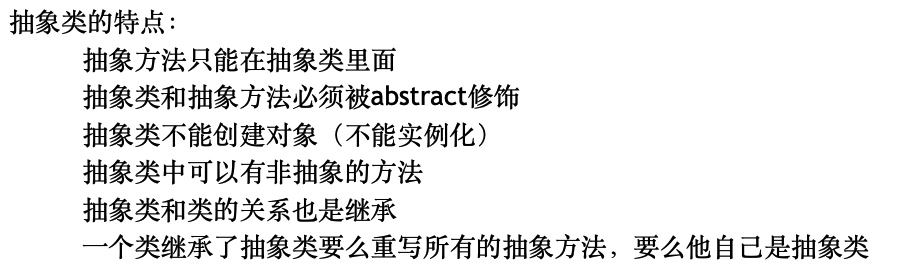 抽象类的特点：
抽象方法只能在抽象类里面
抽象类和抽象方法必须被abstract修饰
抽象类不能创建对象（不能实例化）
抽象类中可以有非抽象的方法
抽象类和类的关系也是继承
一个类继承了抽象类要么重写所有的抽象方法，要么他自己是抽象类